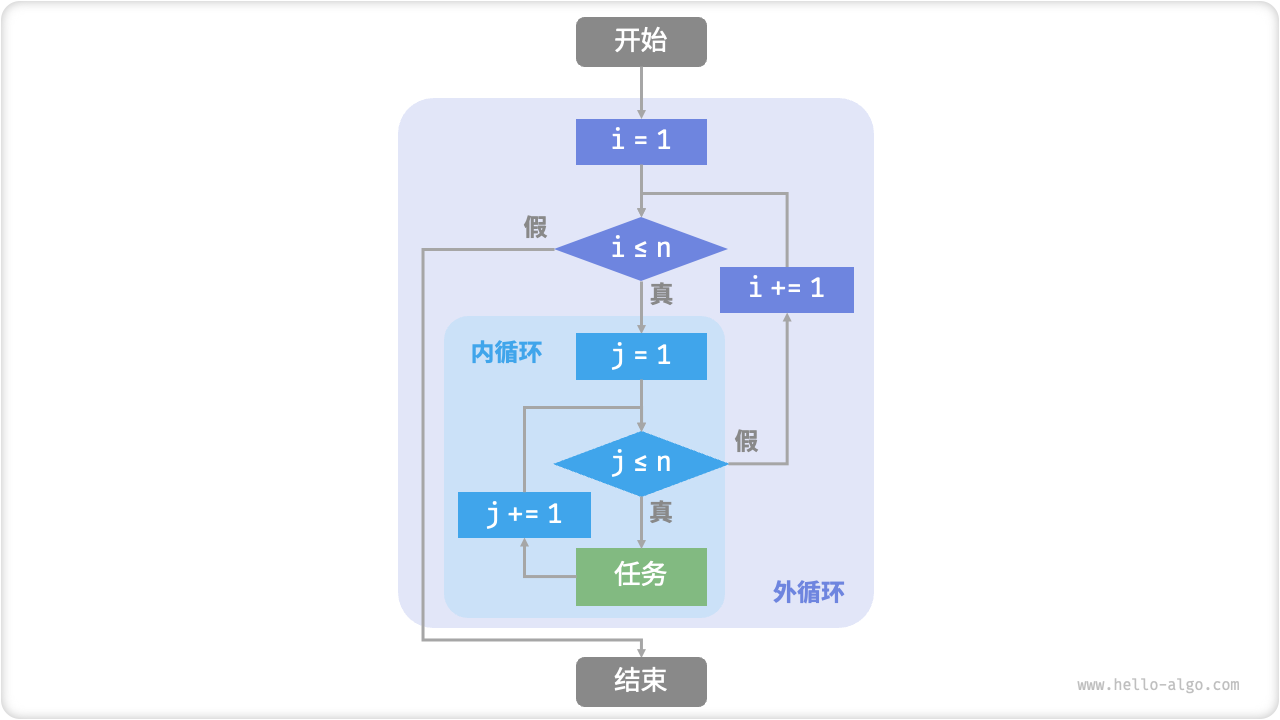 开始
i = 1
假
i ≤ n
真
i += 1
内循环
j = 1
假
j ≤ n
真
j += 1
任务
外循环
结束
www.hello-algo.com